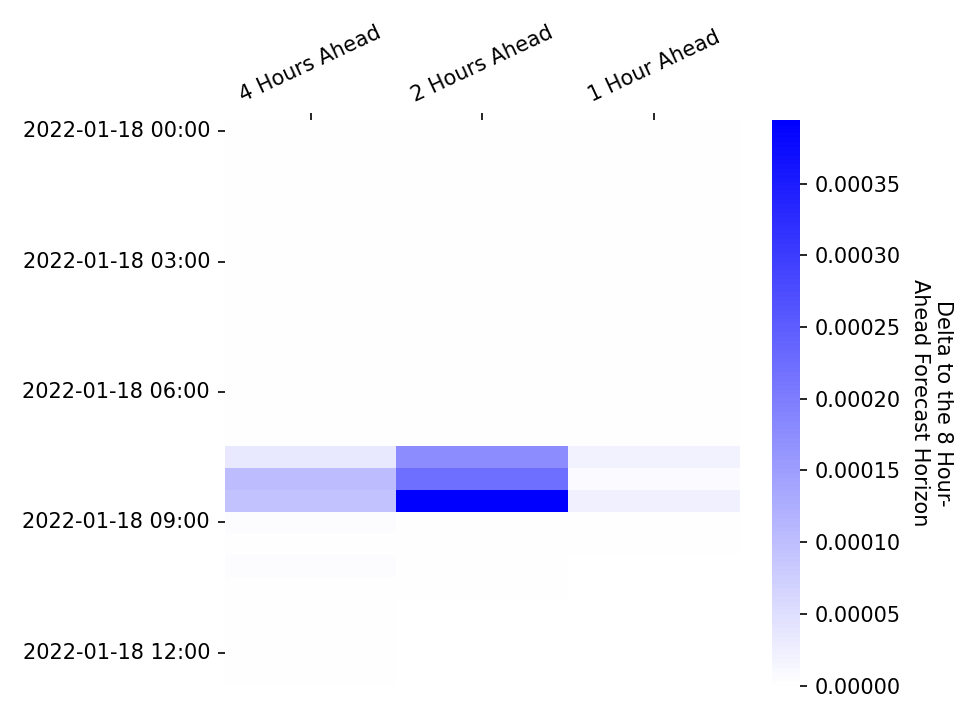 4 Hours Ahead
2 Hours Ahead
1 Hour Ahead
2022-01-18 00:00
2022-01-18 03:00
2022-01-18 06:00
2022-01-18 09:00
2022-01-18 12:00
0.00035
0.00030
0.00025
0.00020
0.00015
0.00010
0.00005
0.00000
Delta to the 8 Hour-
Ahead Forecast Horizon